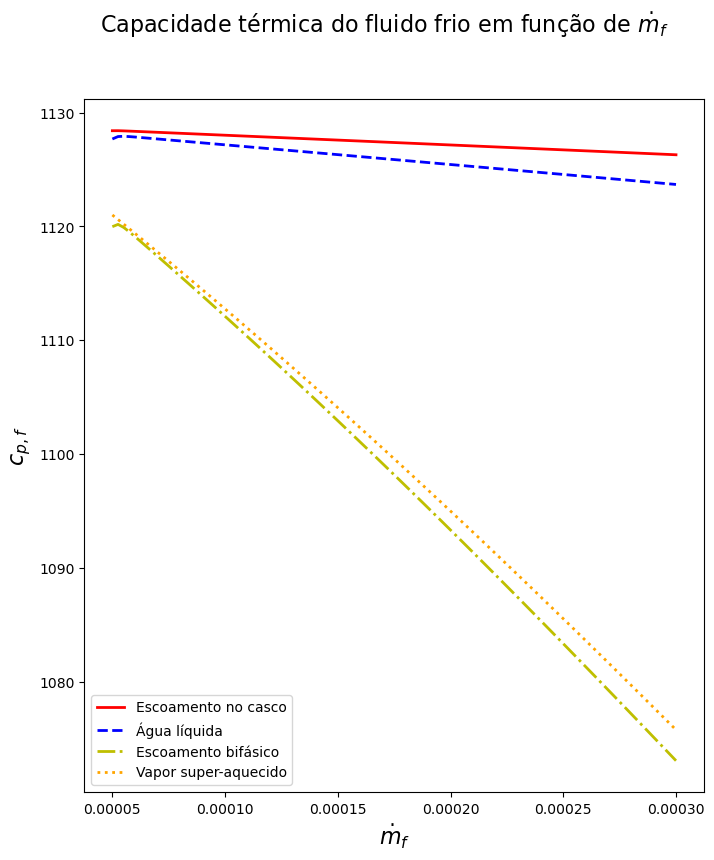 Capacidade térmica do fluido frio em função de ṁ_f
1130
1120
1110
1100
1090
1080
c_{p,f}
Escoamento no casco
Água líquida
Escoamento bifásico
Vapor super-aquecido
0.00005 0.00010 0.00015 0.00020 0.00025 0.00030
ṁ_f